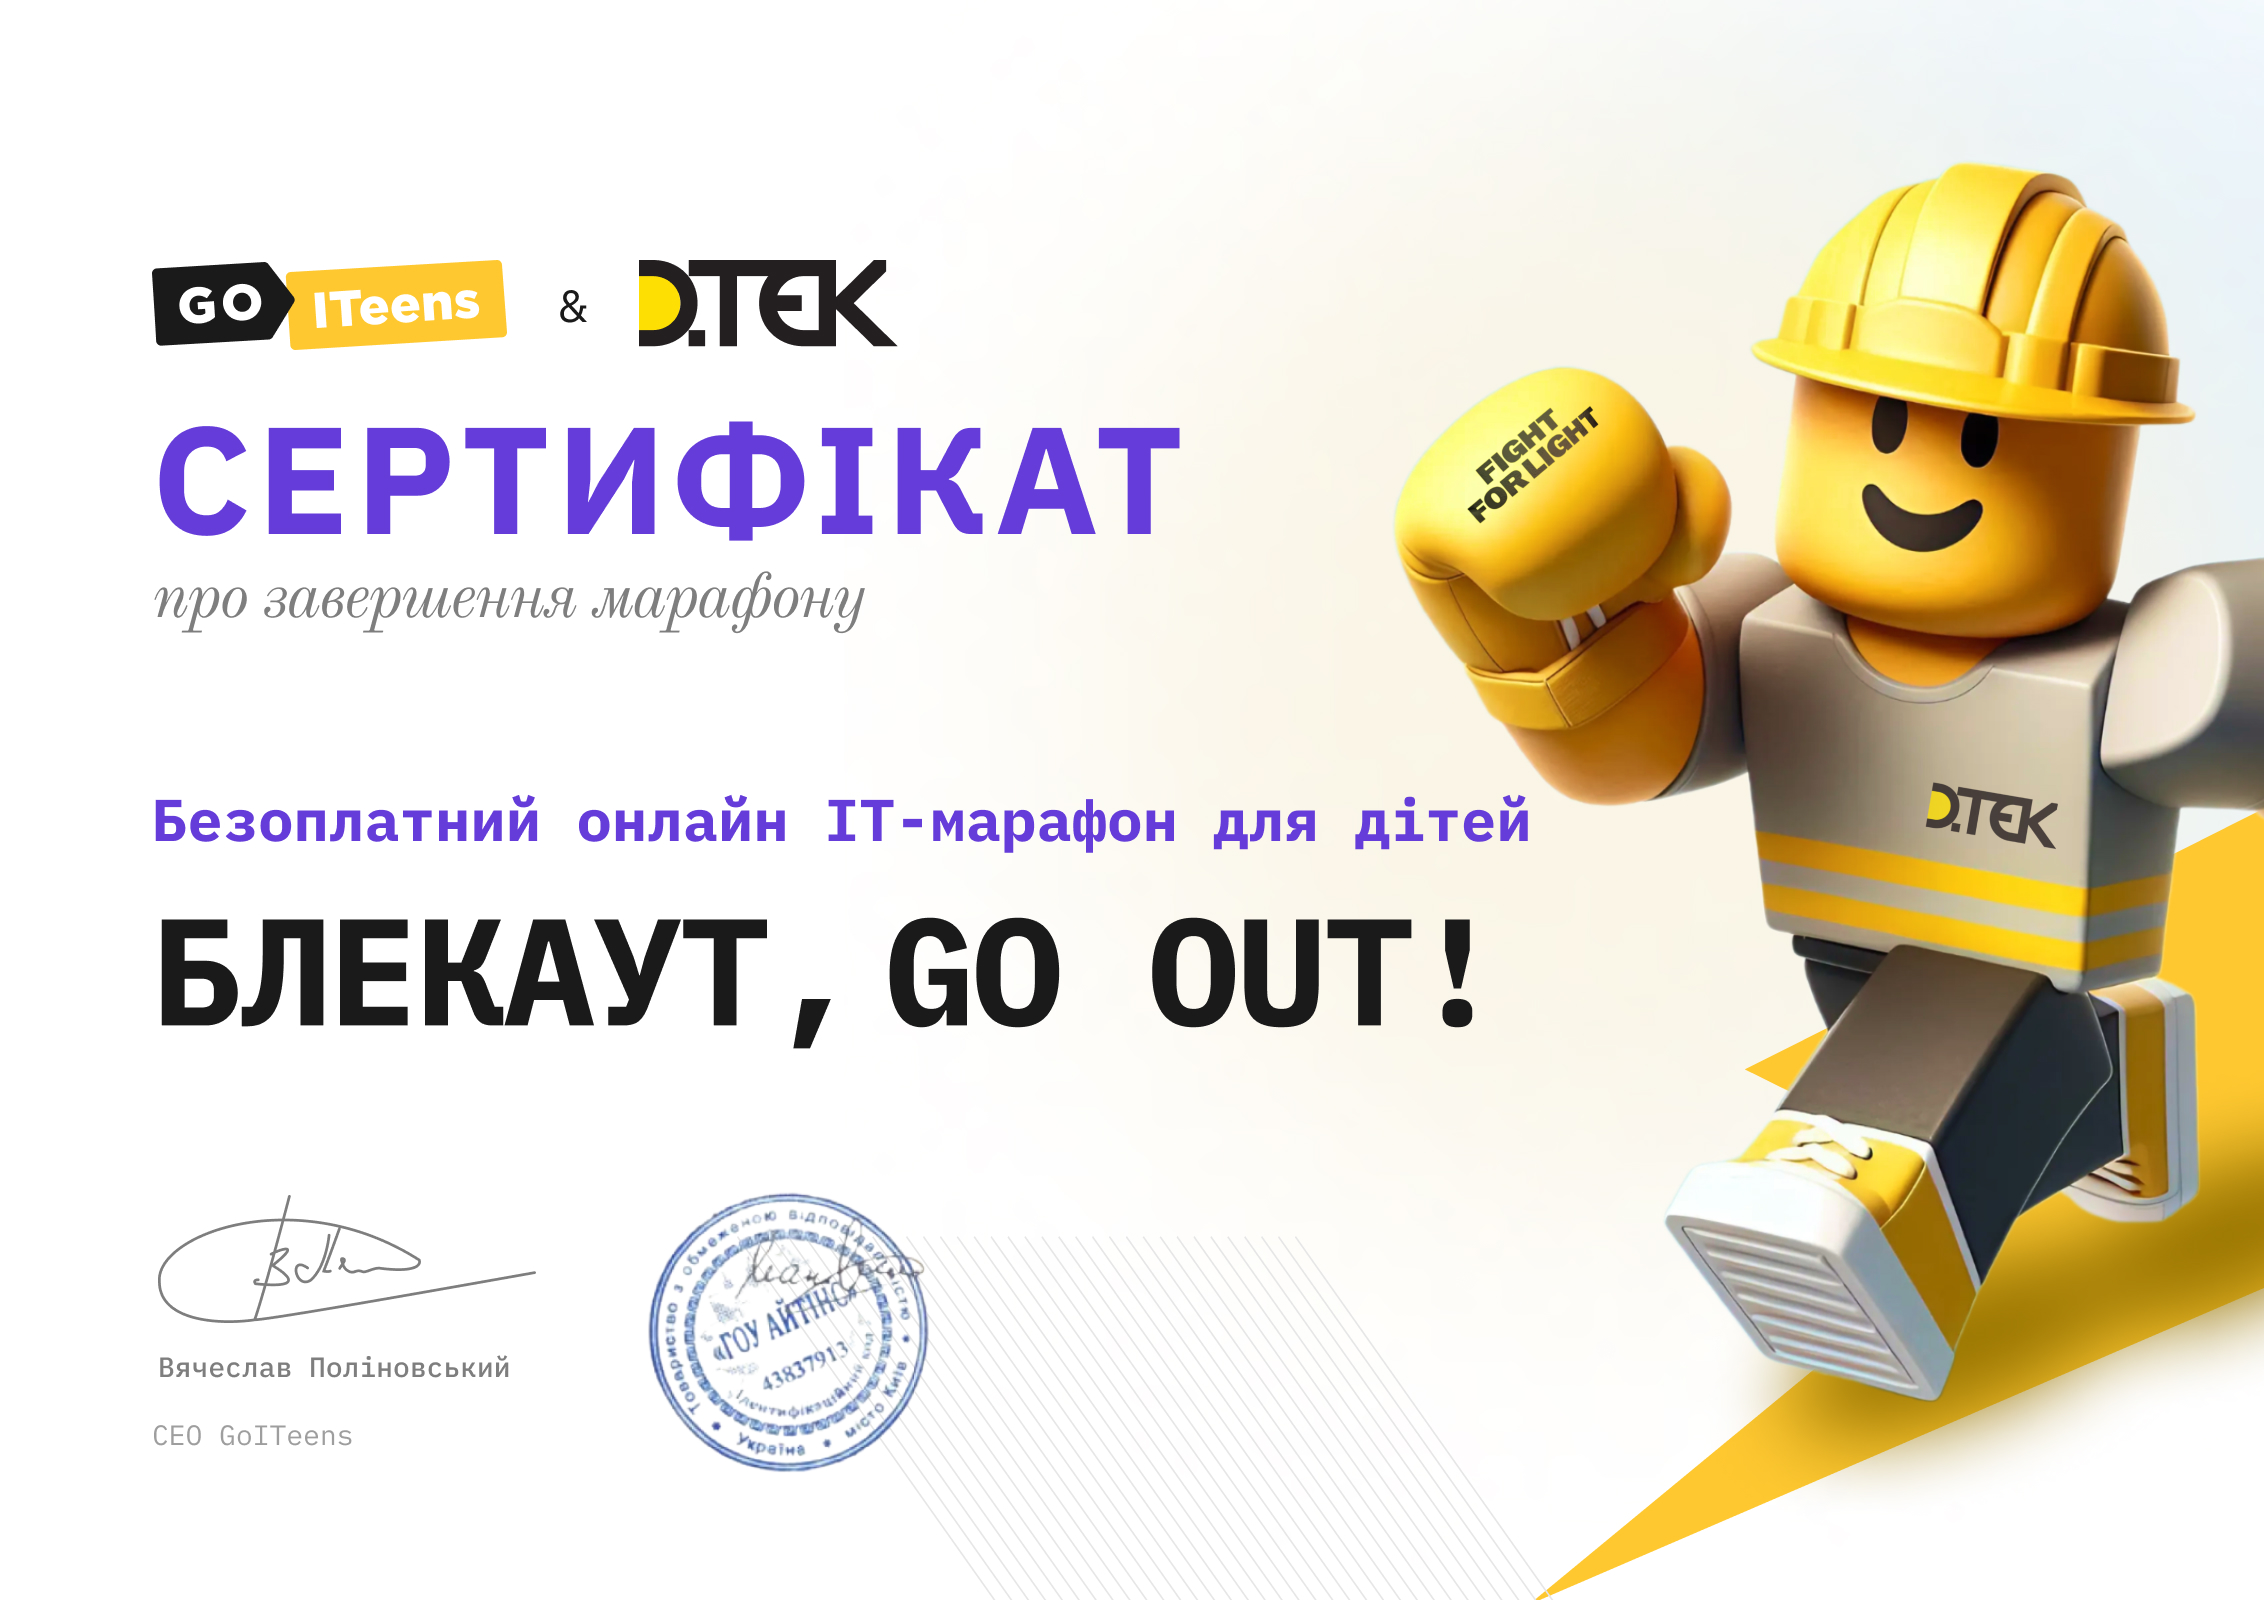 GO ITeens & D.TEK
СЕРТИФІКАТ
про завершення марафону
FIGHT
FOR LIGHT
Безоплатний онлайн ІТ-марафон для дітей
D.TEK
БЛЕКАУТ, GO OUT!
Вячеслав Поліновський
CEO GoITeens
Товариство з обмеженою відповідальністю
«ГОУ АЙТІНС»
43837913
Ідентифікаційний код
Україна • місто Київ